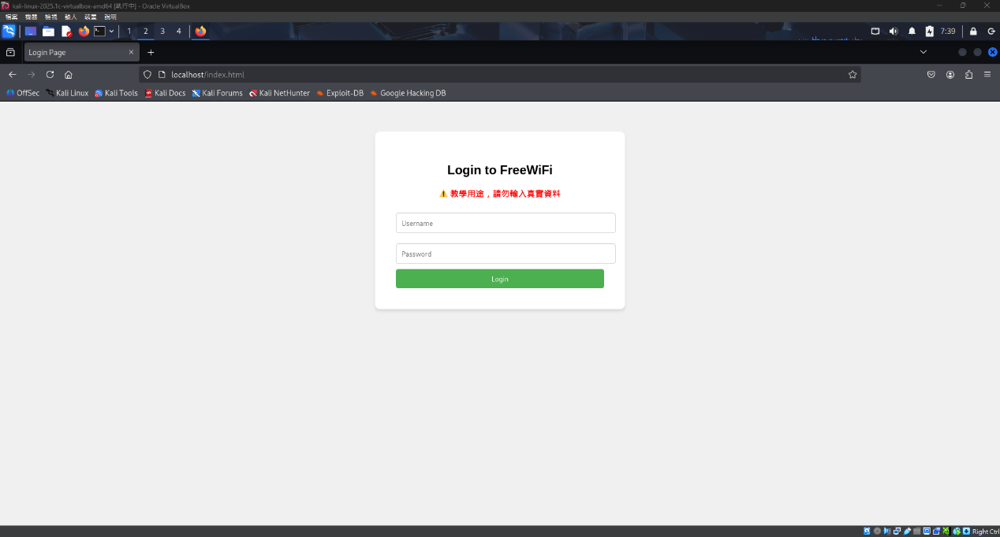 kali-linux-2025.1c-virtualbox-amd64 [執行中] - Oracle VirtualBox
檔案 機器 檢視 輸入 裝置 說明
1 2 3 4 7:39
Login Page
localhost/index.html
OffSec Kali Linux Kali Tools Kali Docs Kali Forums Kali NetHunter Exploit-DB Google Hacking DB
Login to FreeWiFi
⚠️ 教學用途，請勿輸入真實資料
Username
Password
Login
Right Ctrl